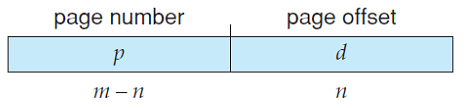 page number page offset
p d
m – n n